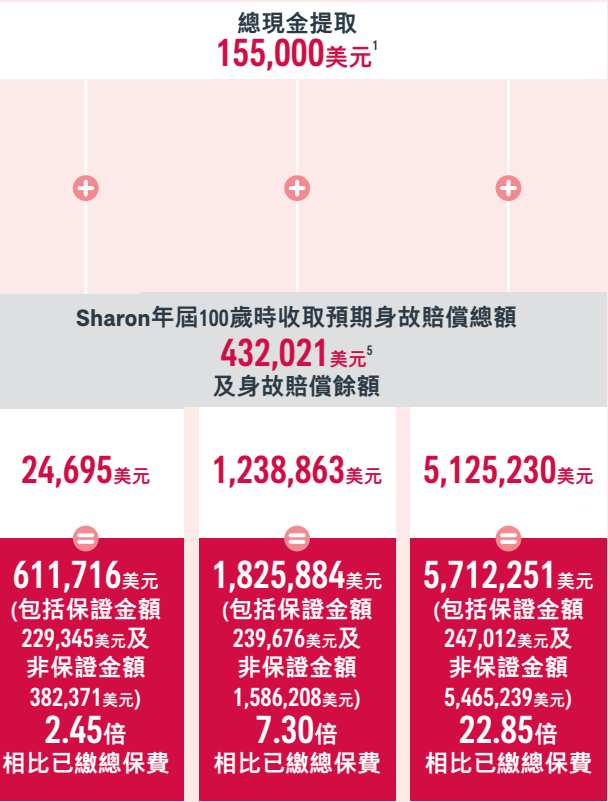 總現金提取
155,000美元1
Sharon年屆100歲時收取預期身故賠償總額
432,021美元5
及身故賠償餘額
24,695美元
1,238,863美元
5,125,230美元
611,716美元
(包括保證金額
229,345美元及
非保證金額
382,371美元)
2.45倍
相比已繳總保費
1,825,884美元
(包括保證金額
239,676美元及
非保證金額
1,586,208美元)
7.30倍
相比已繳總保費
5,712,251美元
(包括保證金額
247,012美元及
非保證金額
5,465,239美元)
22.85倍
相比已繳總保費